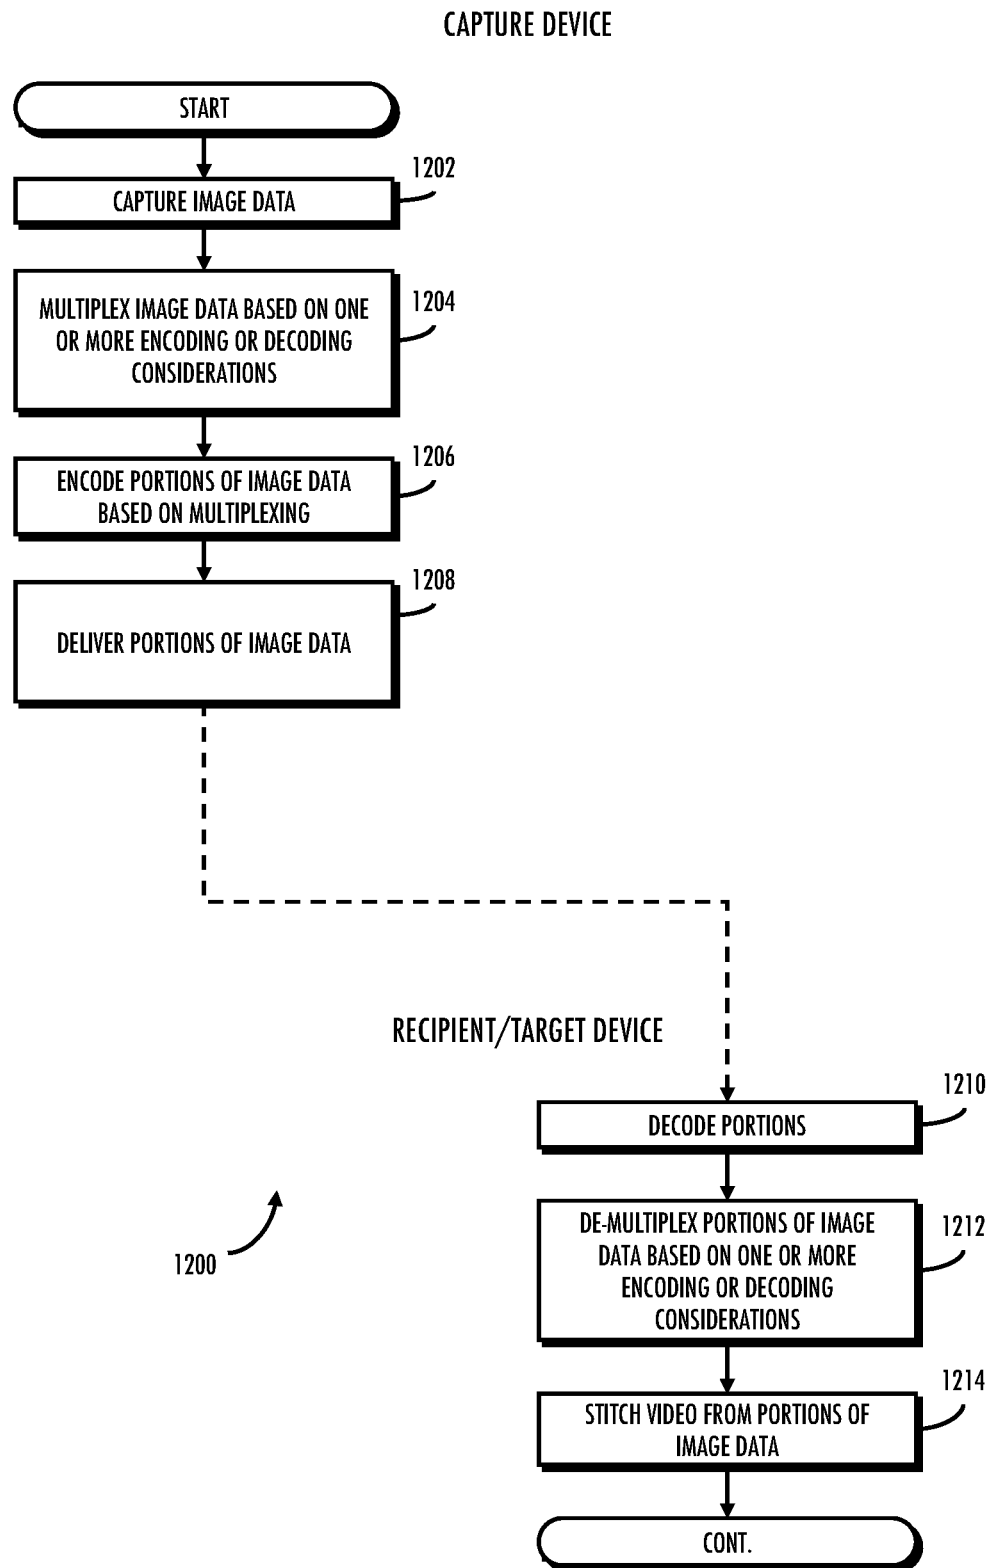 CAPTURE DEVICE
START
1202
CAPTURE IMAGE DATA
1204
MULTIPLEX IMAGE DATA BASED ON ONE
OR MORE ENCODING OR DECODING
CONSIDERATIONS
1206
ENCODE PORTIONS OF IMAGE DATA
BASED ON MULTIPLEXING
1208
DELIVER PORTIONS OF IMAGE DATA
RECIPIENT/TARGET DEVICE
1210
DECODE PORTIONS
1212
DE-MULTIPLEX PORTIONS OF IMAGE
DATA BASED ON ONE OR MORE
ENCODING OR DECODING
CONSIDERATIONS
1200
1214
STITCH VIDEO FROM PORTIONS OF
IMAGE DATA
CONT.